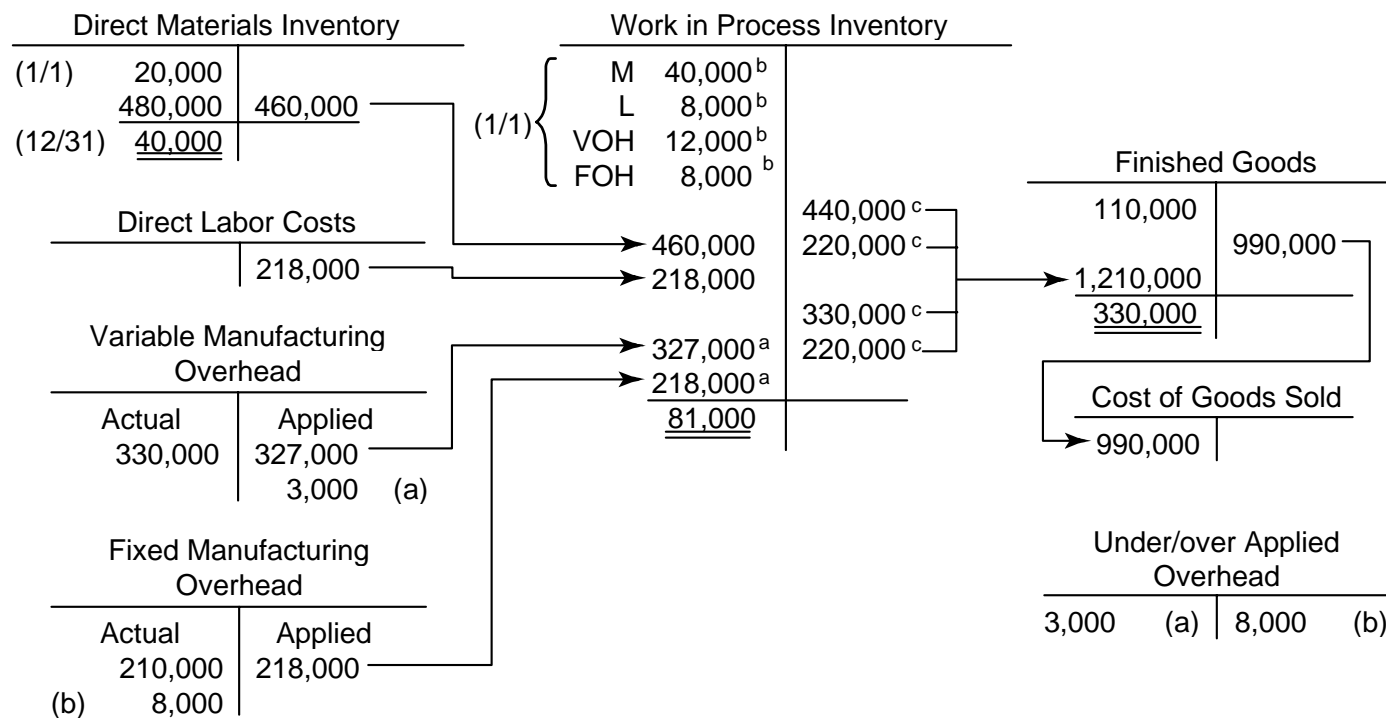 Direct Materials Inventory
(1/1) 20,000
480,000 460,000
(12/31) 40,000
Direct Labor Costs
218,000
Variable Manufacturing
Overhead
Actual Applied
330,000 327,000
3,000 (a)
Fixed Manufacturing
Overhead
Actual Applied
210,000 218,000
(b) 8,000
Work in Process Inventory
(1/1)
M 40,000 b
L 8,000 b
VOH 12,000 b
FOH 8,000 b
440,000 c
460,000 220,000 c
218,000
330,000 c
327,000 a 220,000 c
218,000 a
81,000
Finished Goods
110,000
990,000
1,210,000
330,000
Cost of Goods Sold
990,000
Under/over Applied
Overhead
3,000 (a) 8,000 (b)